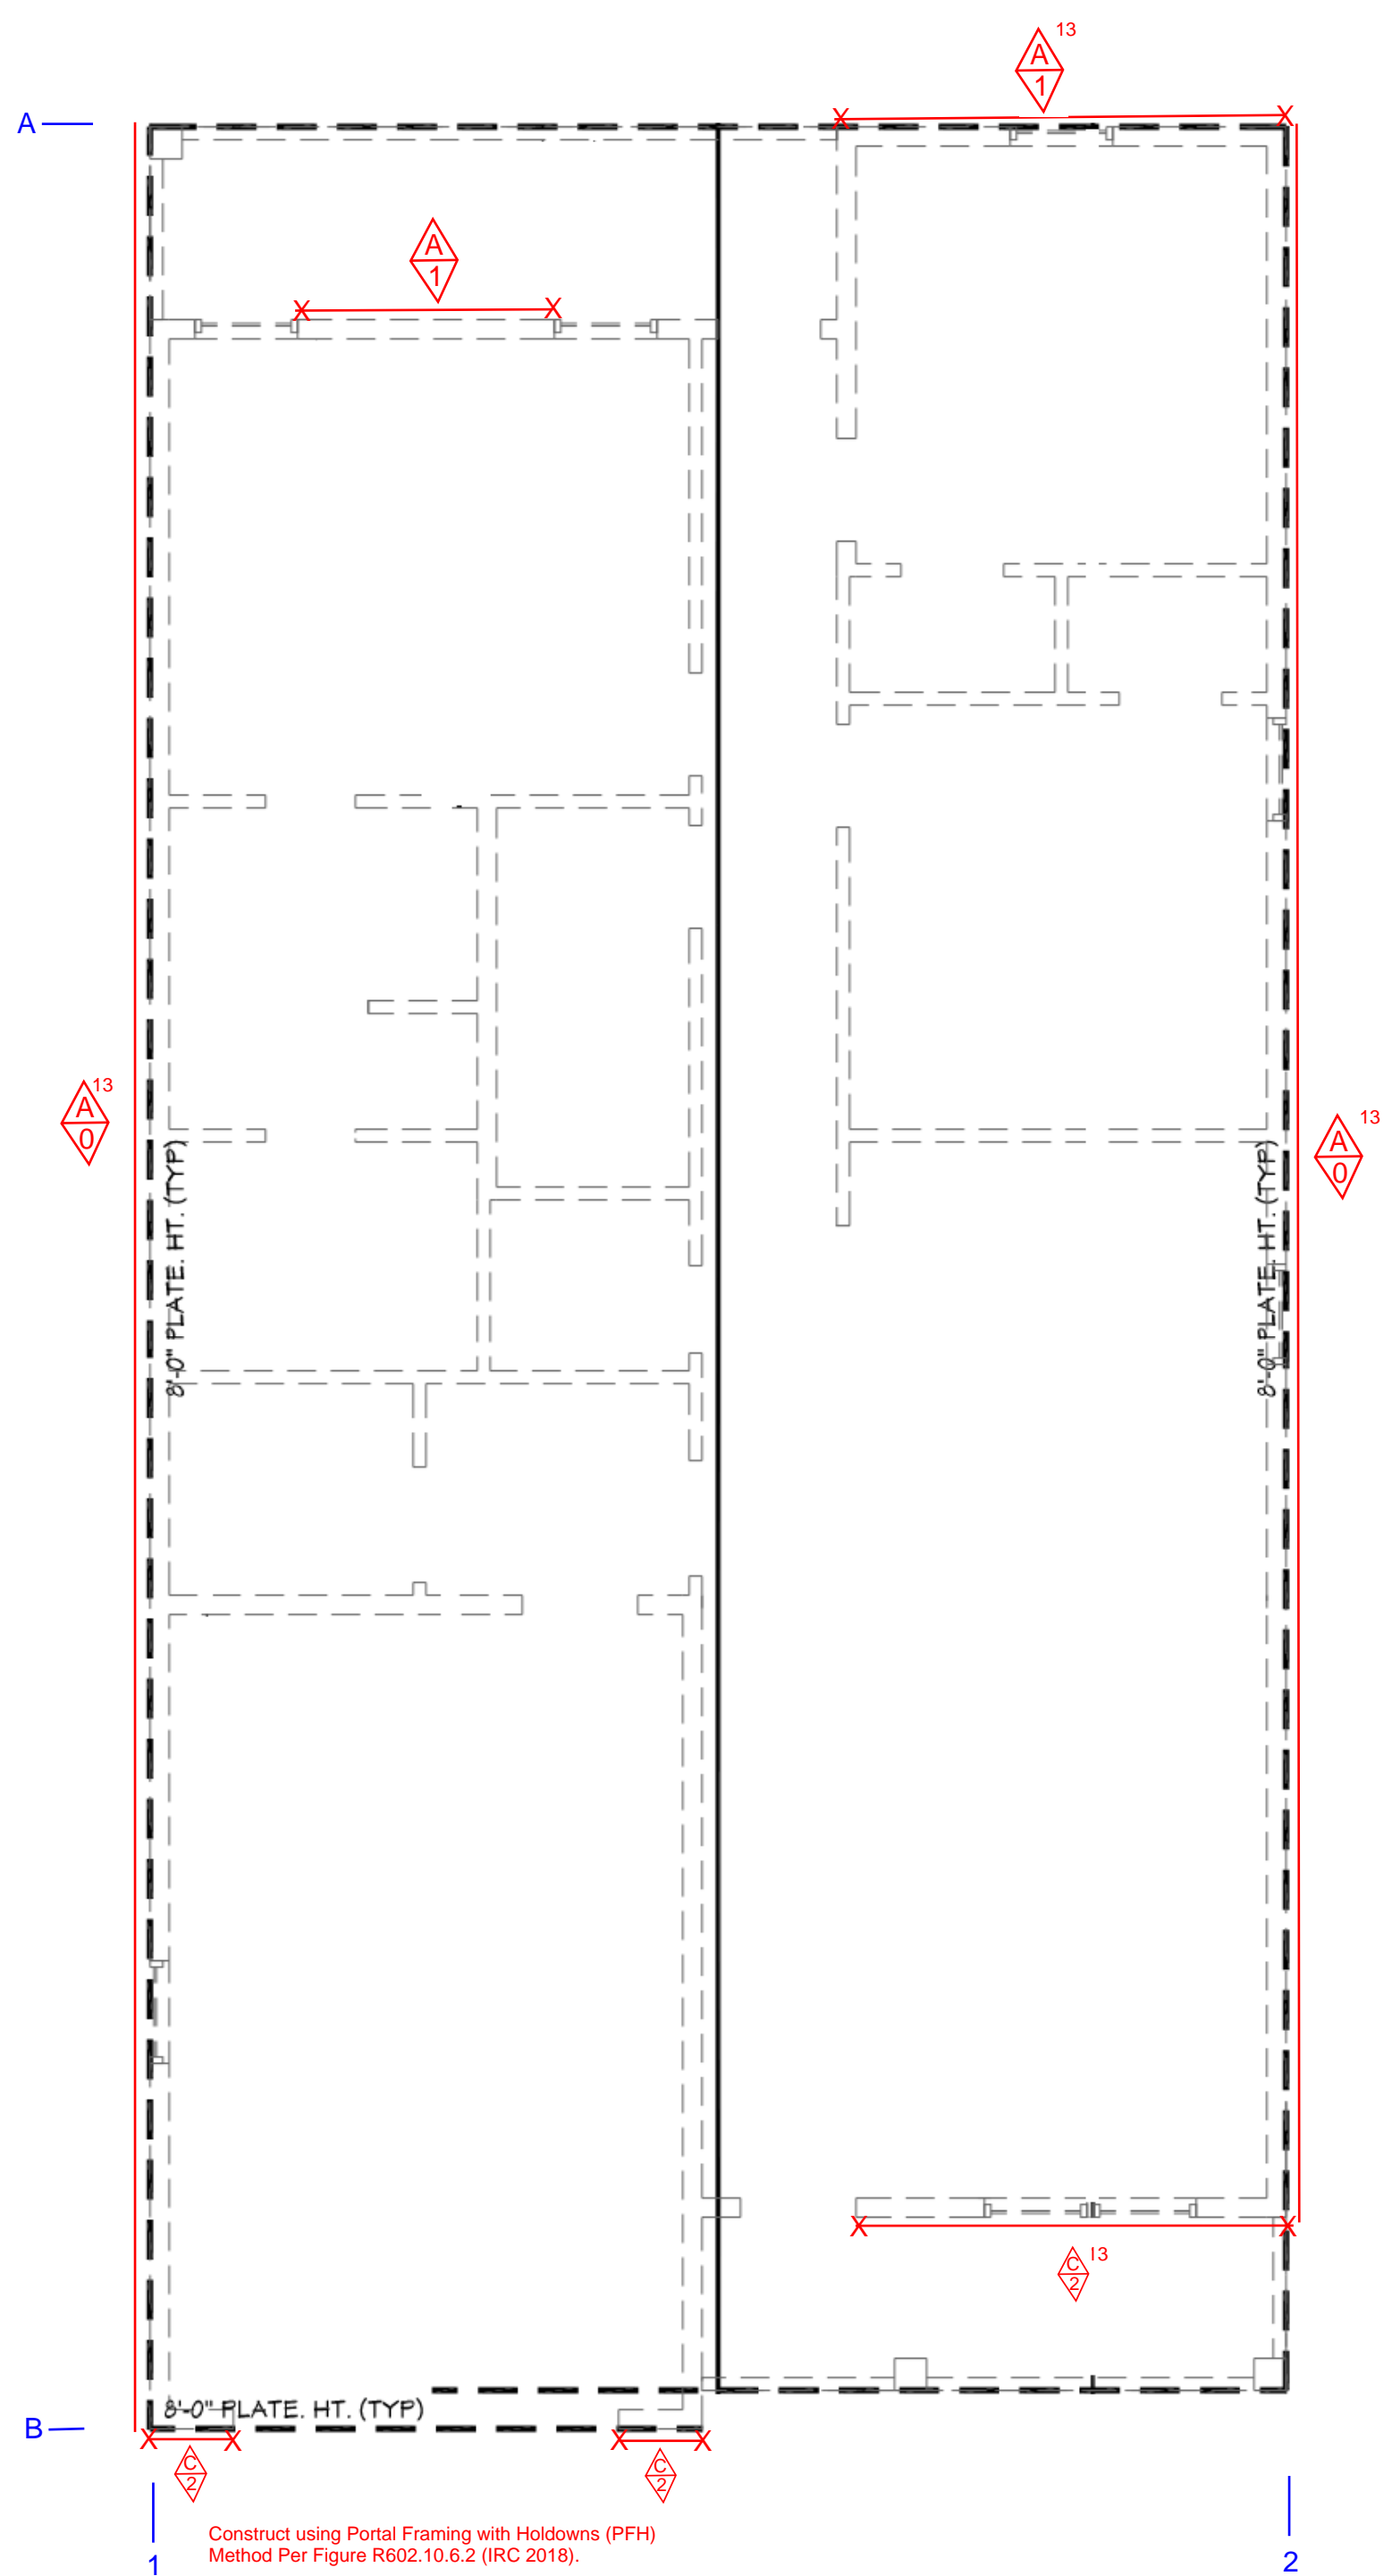 13
A
1
A
A
1
13
A
0
13
A
0
8'-0" PLATE. HT. (TYP)
8'-0" PLATE. HT. (TYP)
C
2
13
8'-0" PLATE. HT. (TYP)
B
C
2
C
2
Construct using Portal Framing with Holdowns (PFH)
Method Per Figure R602.10.6.2 (IRC 2018).
1
2